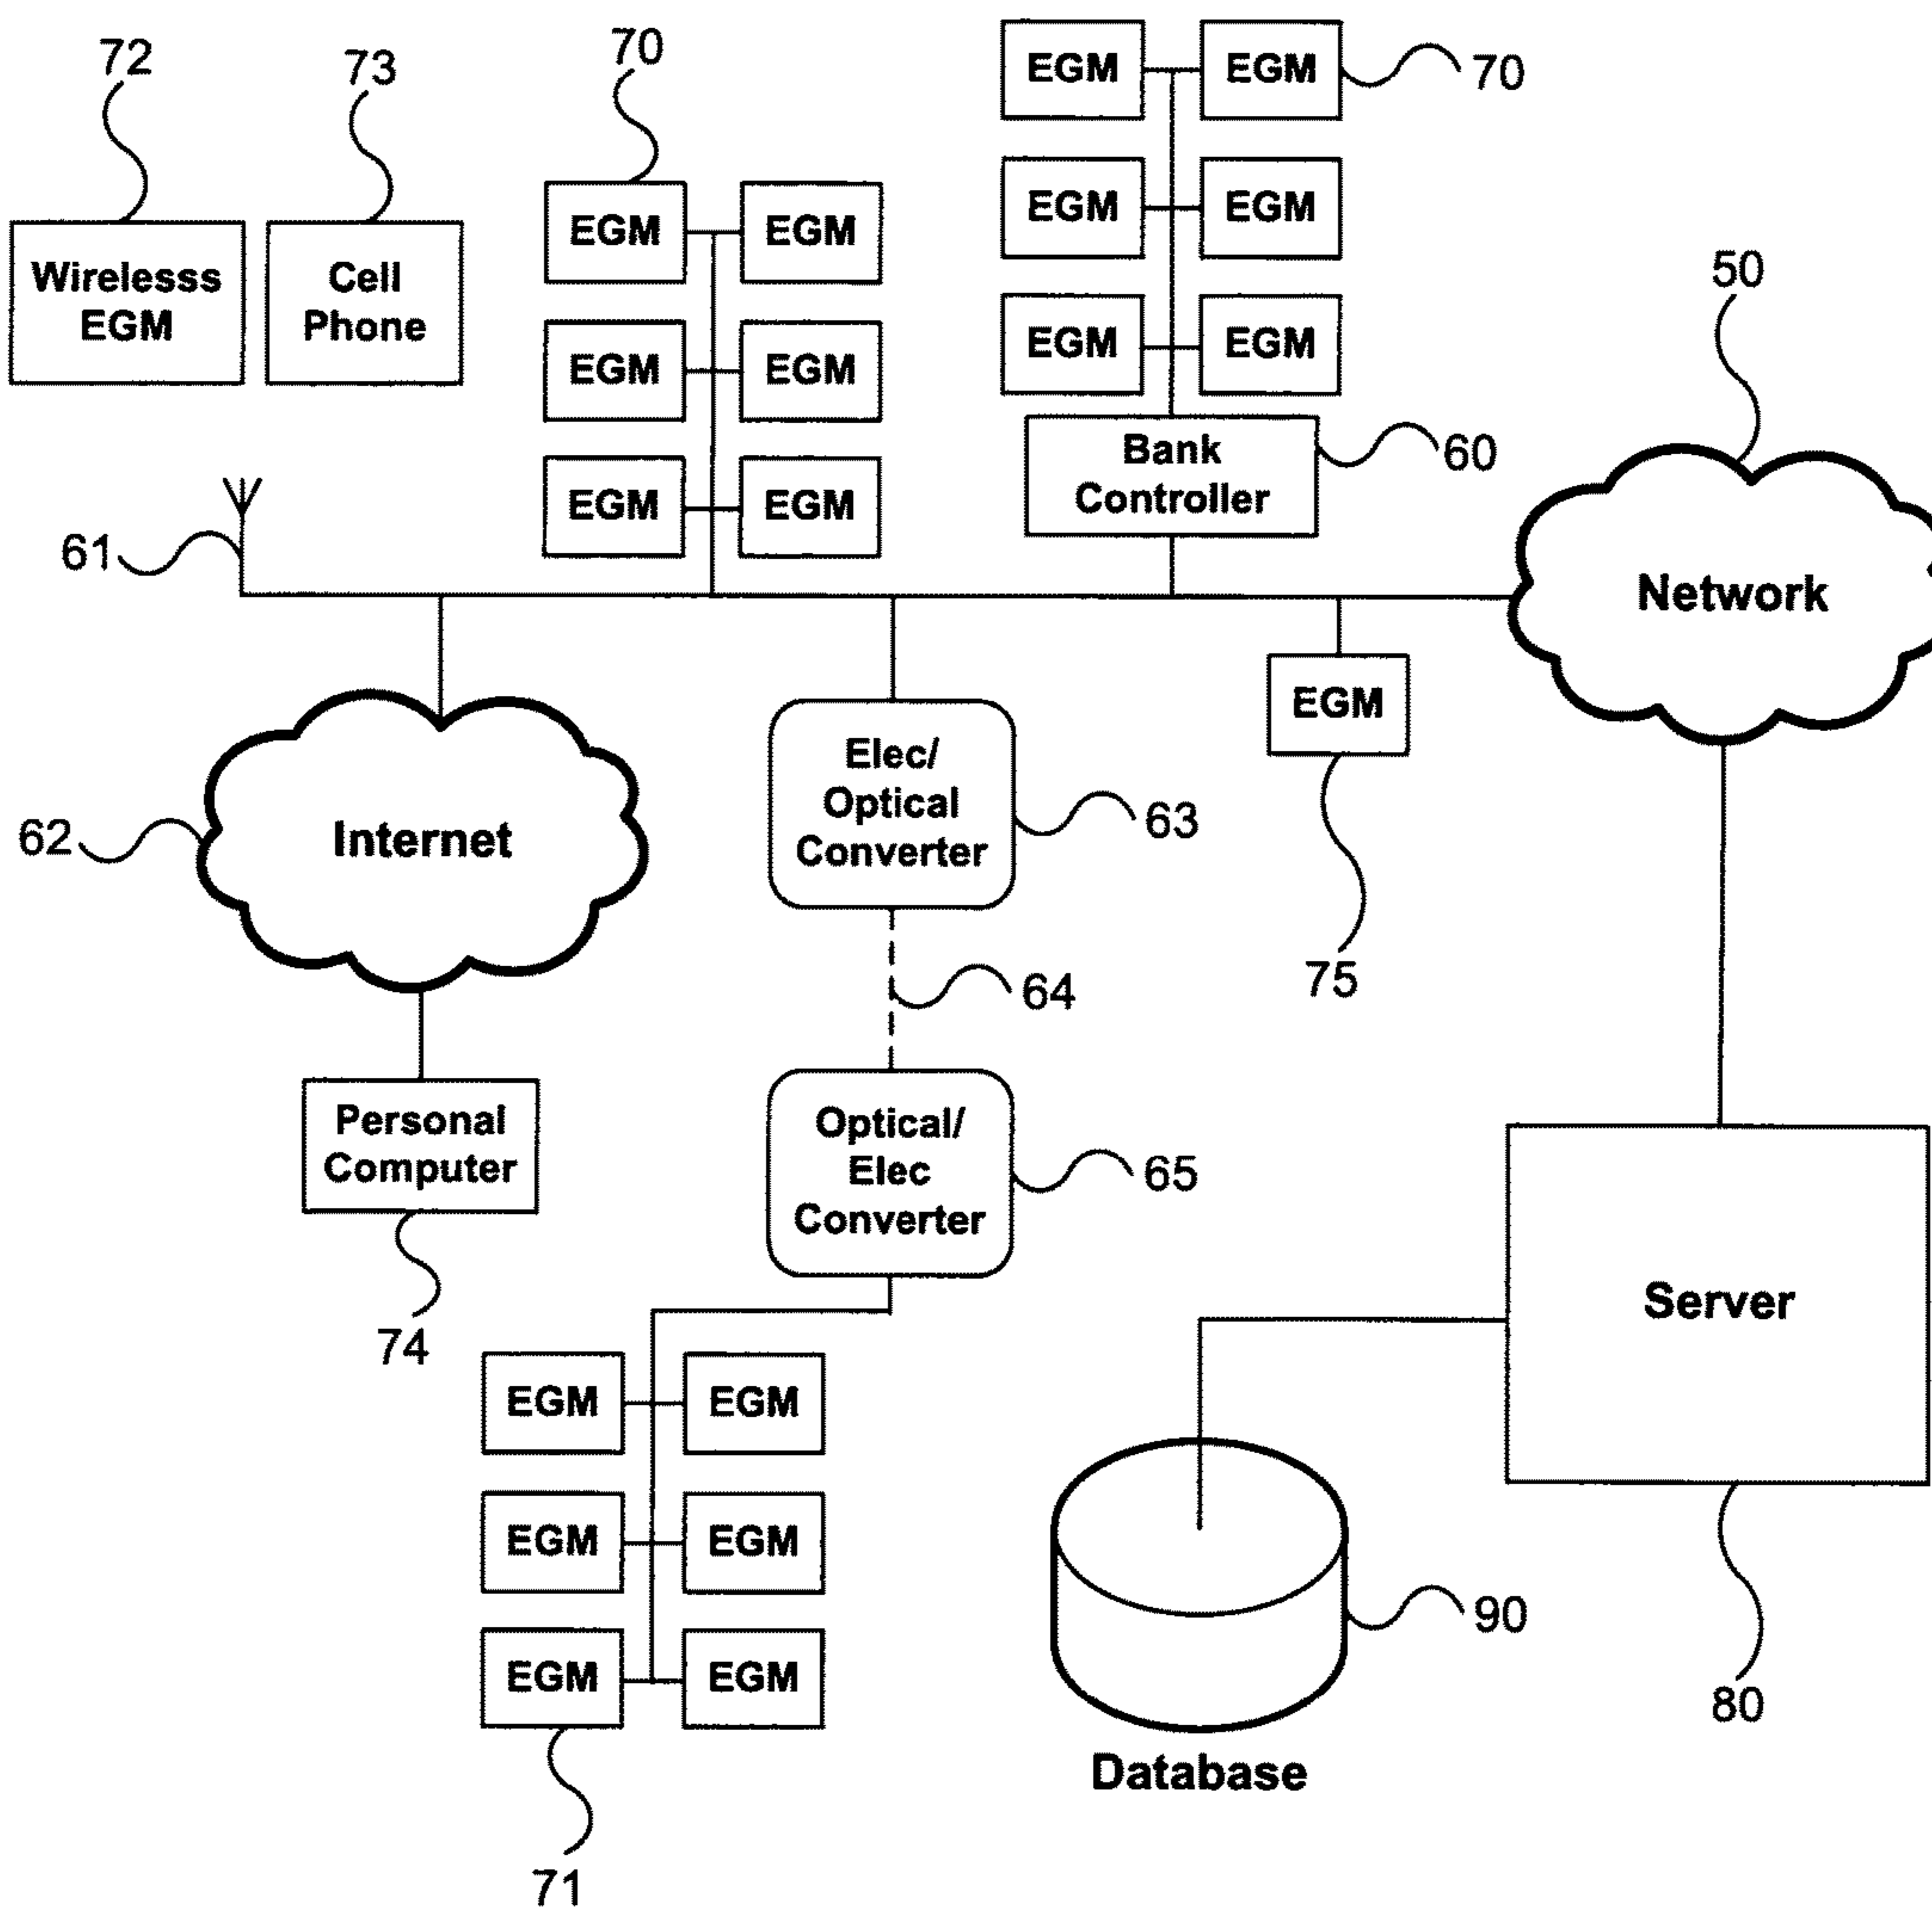 72
73
70
EGM
EGM
70
EGM
EGM
EGM
EGM
Wirelesss
EGM
Cell
Phone
EGM
EGM
EGM
EGM
EGM
EGM
50
Bank
Controller
60
61
Network
EGM
75
Internet
62
Elec/
Optical
Converter
63
64
Personal
Computer
74
Optical/
Elec
Converter
65
Server
80
EGM
EGM
EGM
EGM
EGM
EGM
71
90
Database